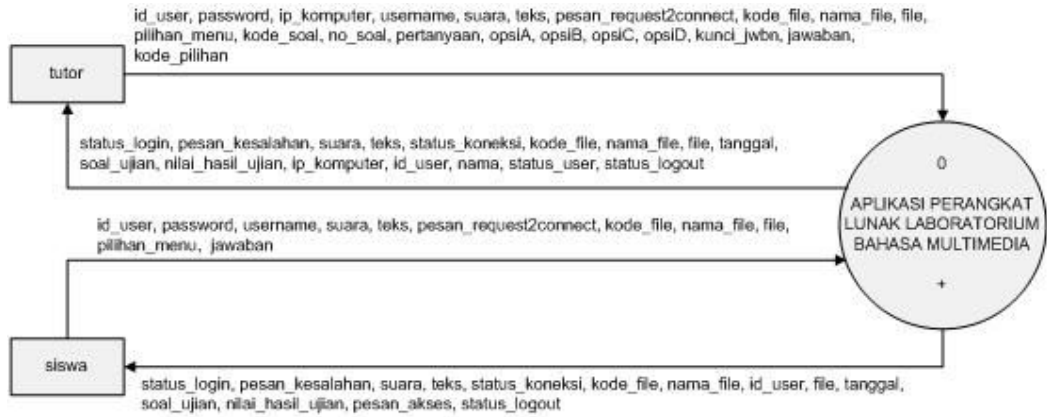 id_user, password, ip_komputer, username, suara, teks, pesan_request2connect, kode_file, nama_file, file,
pilihan_menu, kode_soal, no_soal, pertanyaan, opsiA, opsiB, opsiC, opsiD, kunci_jwbn, jawaban,
kode_pilihan
tutor
status_login, pesan_kesalahan, suara, teks, status_koneksi, kode_file, nama_file, file, tanggal,
soal_ujian, nilai_hasil_ujian, ip_komputer, id_user, nama, status_user, status_logout
0
APLIKASI PERANGKAT
LUNAK LABORATORIUM
BAHASA MULTIMEDIA
+
id_user, password, username, suara, teks, pesan_request2connect, kode_file, nama_file, file,
pilihan_menu, jawaban
siswa
status_login, pesan_kesalahan, suara, teks, status_koneksi, kode_file, nama_file, id_user, file, tanggal,
soal_ujian, nilai_hasil_ujian, pesan_akses, status_logout